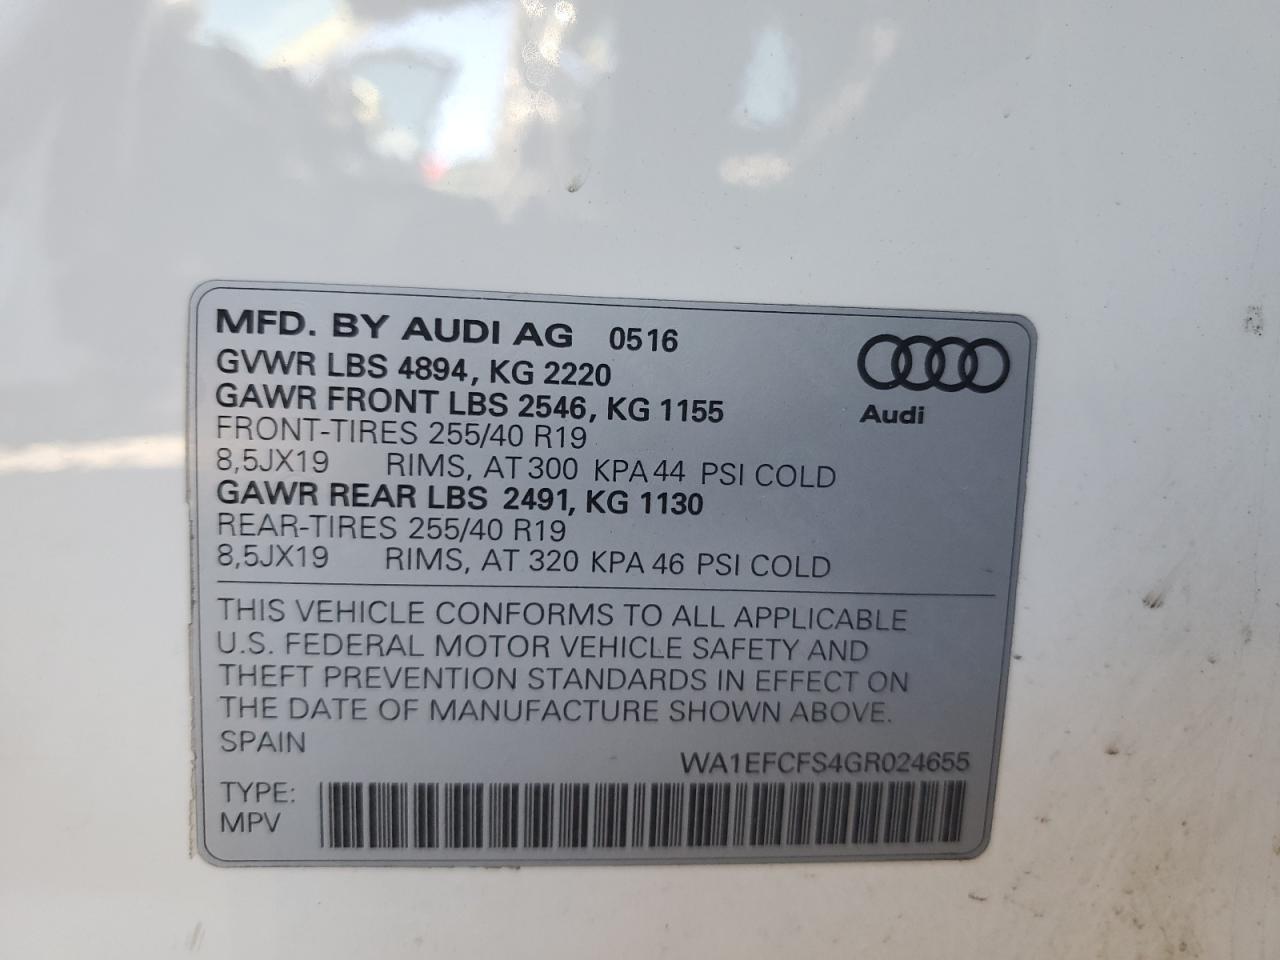 MFD. BY AUDI AG 0516
GVWR LBS 4894, KG 2220
GAWR FRONT LBS 2546, KG 1155
FRONT-TIRES 255/40 R19
8,5JX19 RIMS, AT 300 KPA 44 PSI COLD
GAWR REAR LBS 2491, KG 1130
REAR-TIRES 255/40 R19
8,5JX19 RIMS, AT 320 KPA 46 PSI COLD
Audi
THIS VEHICLE CONFORMS TO ALL APPLICABLE
U.S. FEDERAL MOTOR VEHICLE SAFETY AND
THEFT PREVENTION STANDARDS IN EFFECT ON
THE DATE OF MANUFACTURE SHOWN ABOVE.
SPAIN
WA1EFCFS4GR024655
TYPE:
MPV